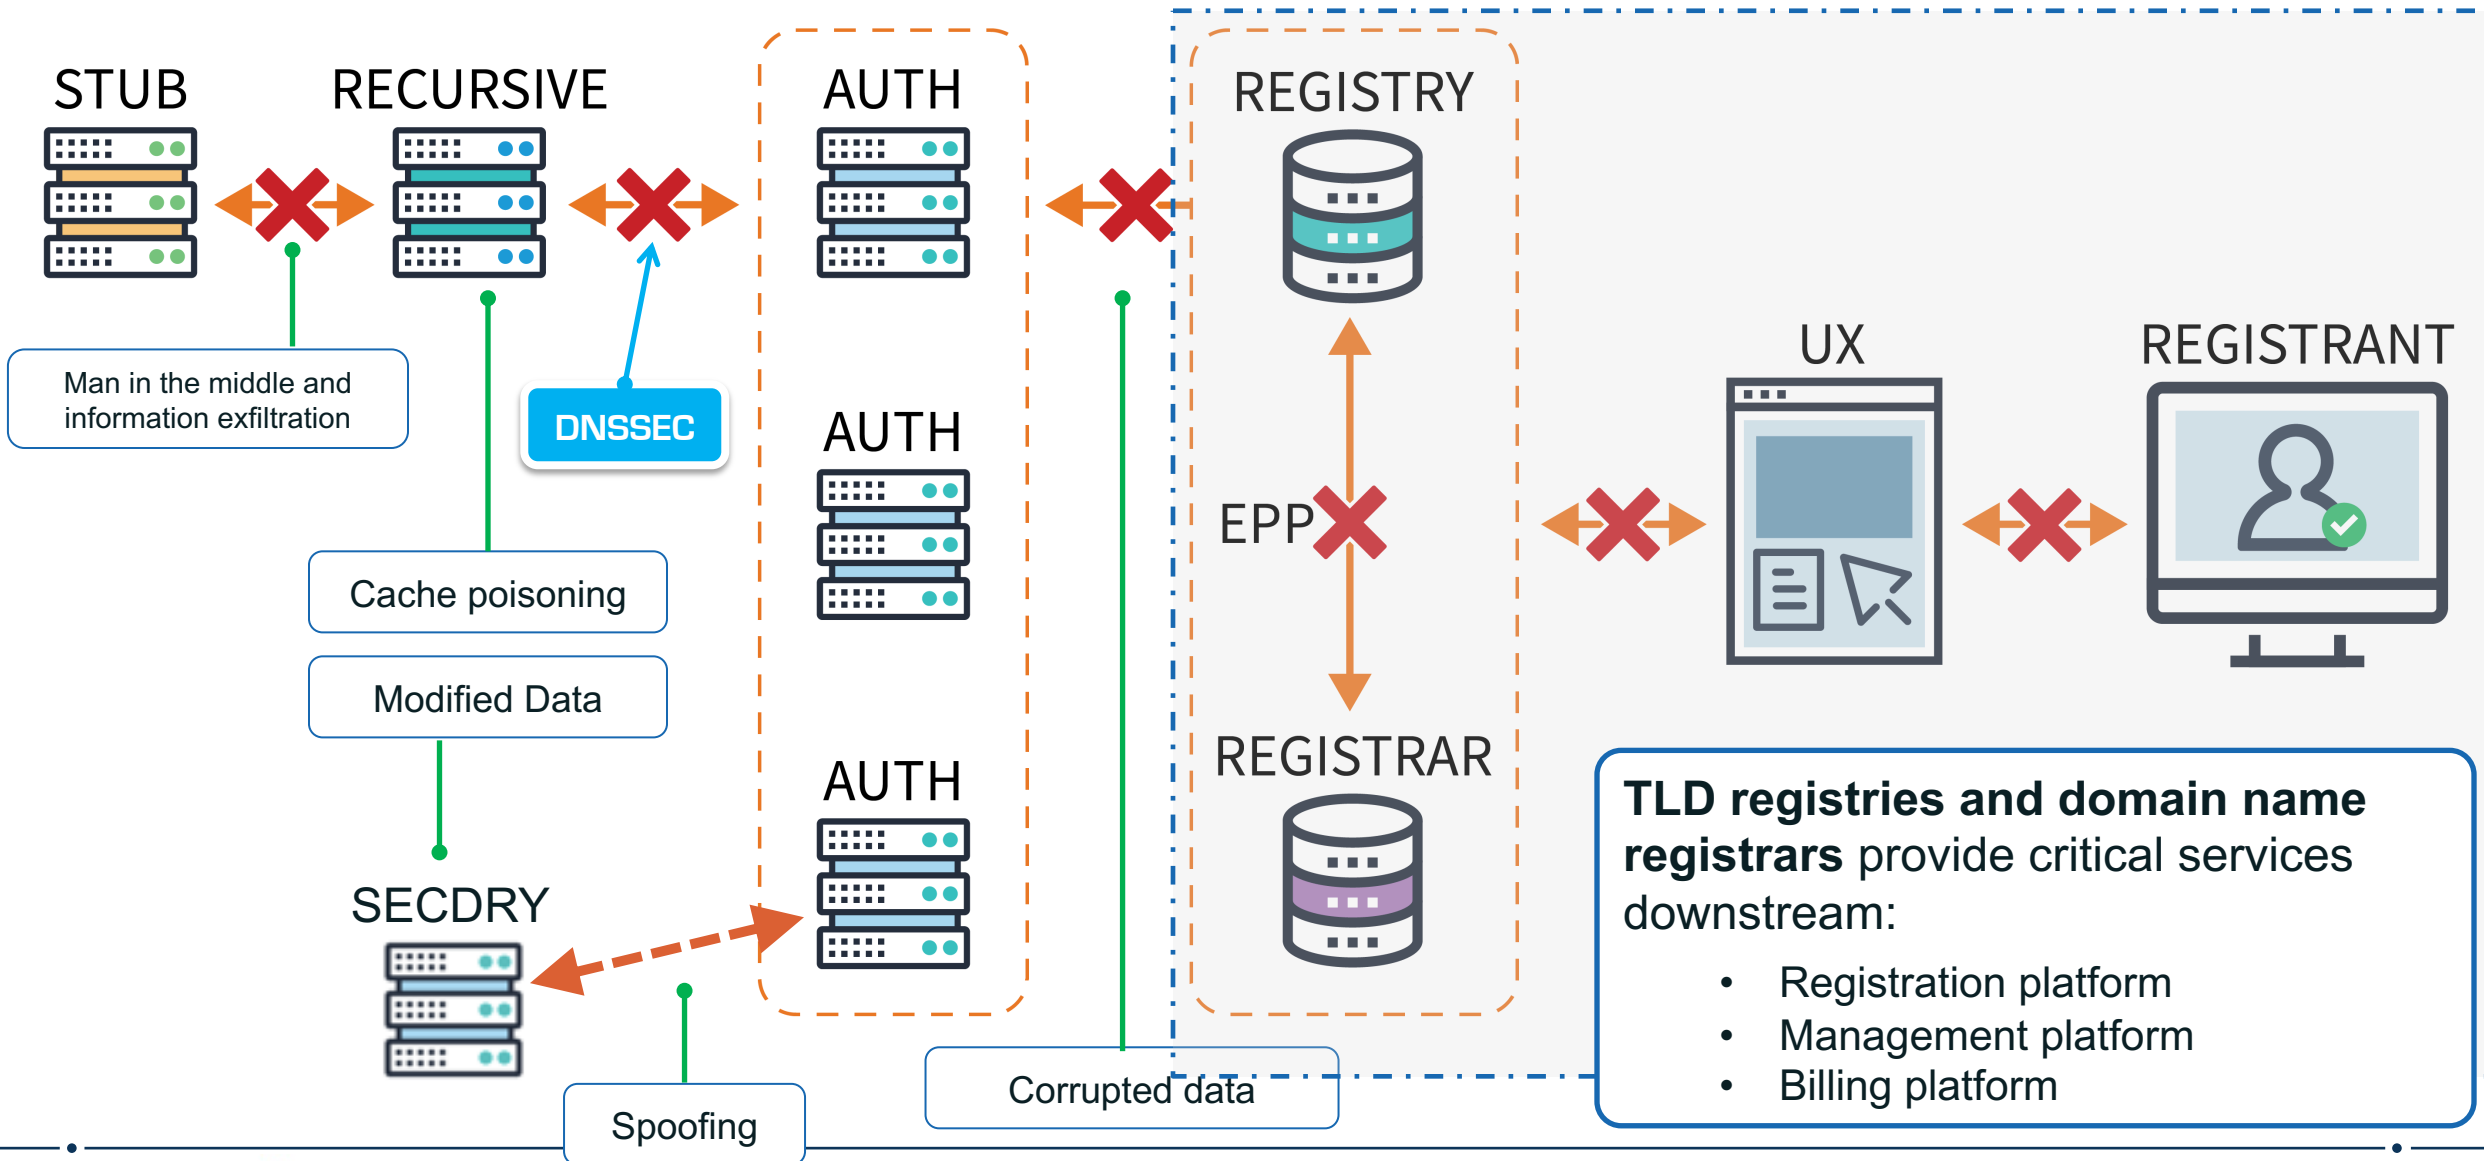 STUB
RECURSIVE
AUTH
REGISTRY
UX
REGISTRANT
Man in the middle and
information exfiltration
DNSSEC
AUTH
EPP
Cache poisoning
Modified Data
REGISTRAR
AUTH
SECDRY
TLD registries and domain name
registrars provide critical services
downstream:
• Registration platform
• Management platform
• Billing platform
Corrupted data
Spoofing